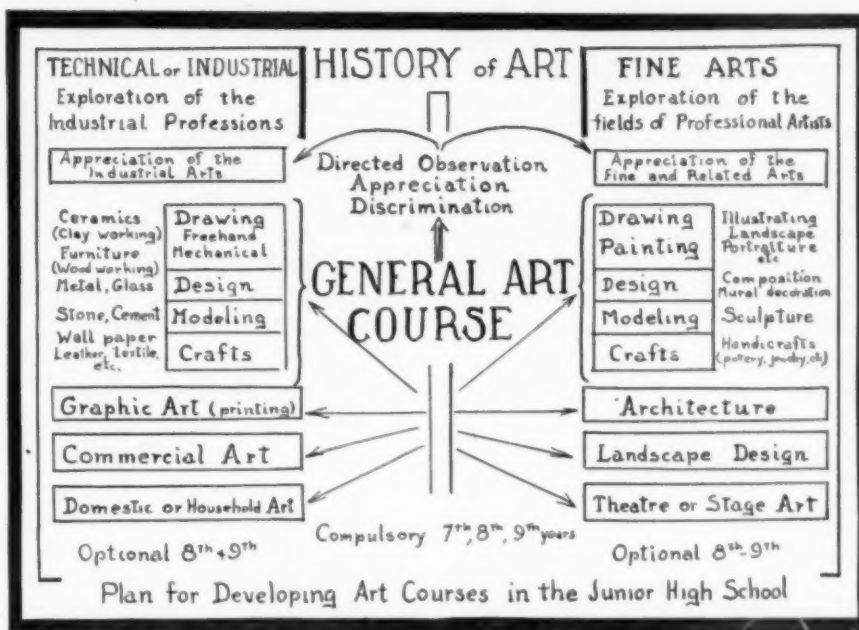 TECHNICAL or INDUSTRIAL
Exploration of the
Industrial Professions
Appreciation of the
Industrial Arts
Ceramics
(Clay working)
Furniture
(Wood working)
Metal, Glass
Stone, Cement
Wall paper
Leather, textile,
etc.
Drawing
Freehand
Mechanical
Design
Modeling
Crafts
Graphic Art (printing)
Commercial Art
Domestic or Household Art
Optional 8th & 9th
HISTORY of ART
Directed Observation
Appreciation
Discrimination
GENERAL ART
COURSE
Compulsory 7th, 8th, 9th years
FINE ARTS
Exploration of the
fields of Professional Artists
Appreciation of the
Fine and Related Arts
Drawing
Painting
Design
Modeling
Crafts
Illustrating
Landscape
Portraiture
etc
Composition
Mural decoration
Sculpture
Handicrafts
(pottery, jewelry, etc)
Architecture
Landscape Design
Theatre or Stage Art
Optional 8th-9th
Plan for Developing Art Courses in the Junior High School